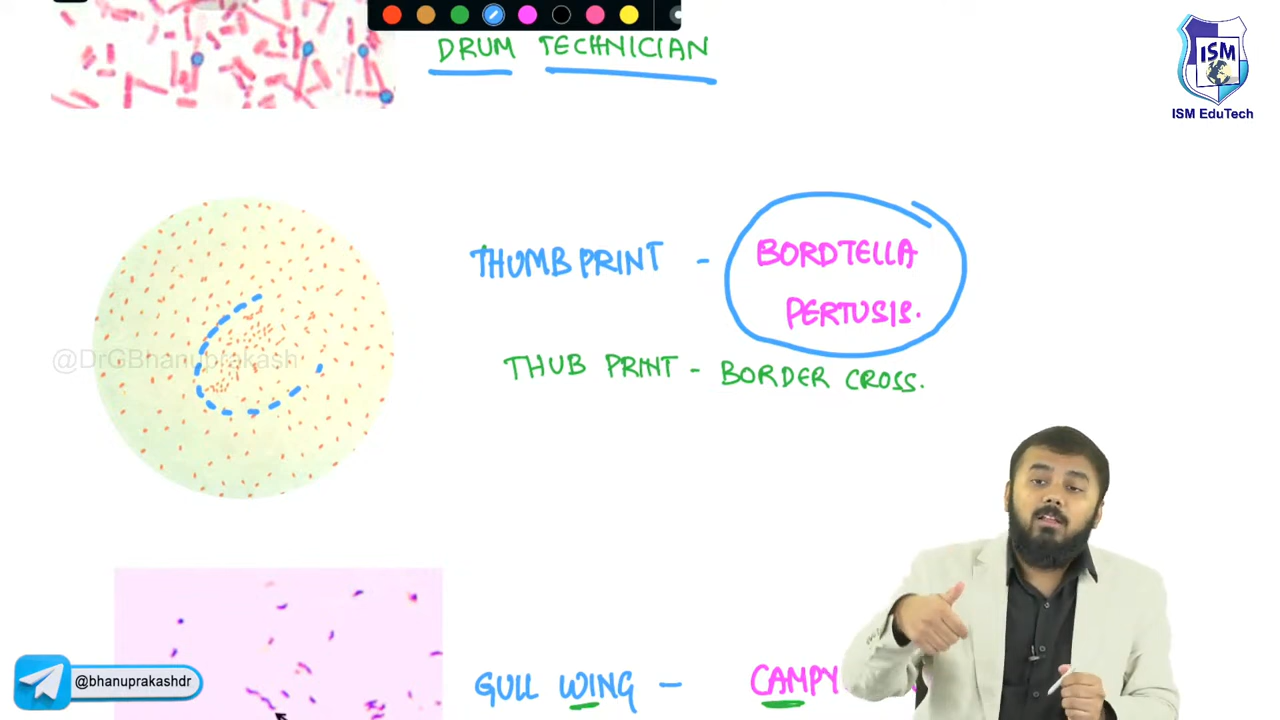 DRUM TECHNICIAN
ISM
ISM EduTech
THUMB PRINT - BORDTELLA
PERTUSIS.
@DrGBhanuprakash
THUB PRINT - BORDER CROSS.
@bhanuprakashdr
GULL WING - CAMPY